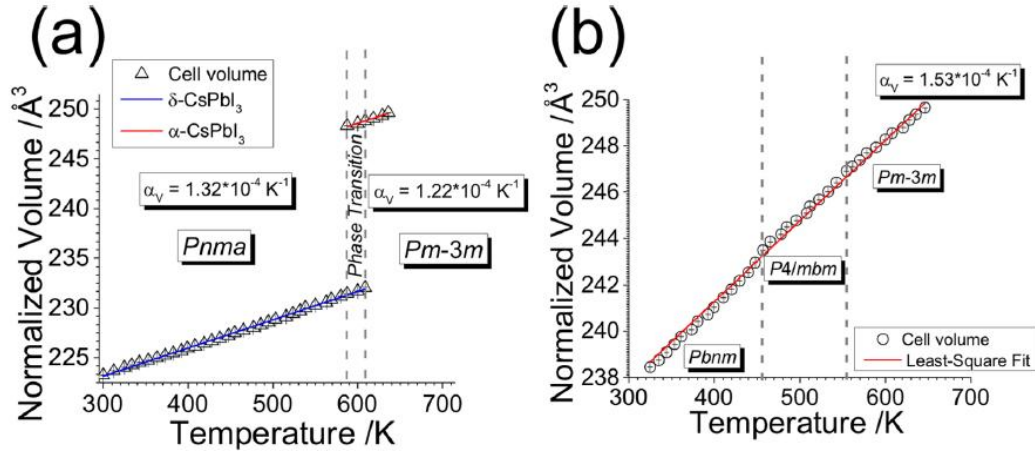 (a)
Normalized Volume /Å³
250
245
230
225
300
400
500
600
700
Temperature /K
Cell volume
δ-CsPbI₃
α-CsPbI₃
αᵥ = 1.32*10⁻⁴ K⁻¹
Pnma
Phase Transition
αᵥ = 1.22*10⁻⁴ K⁻¹
Pm-3m
(b)
Normalized Volume /Å³
250
248
246
244
242
240
238
300
400
500
600
700
Temperature /K
αᵥ = 1.53*10⁻⁴ K⁻¹
Pm-3m
P4/mbm
Pbnm
Cell volume
Least-Square Fit